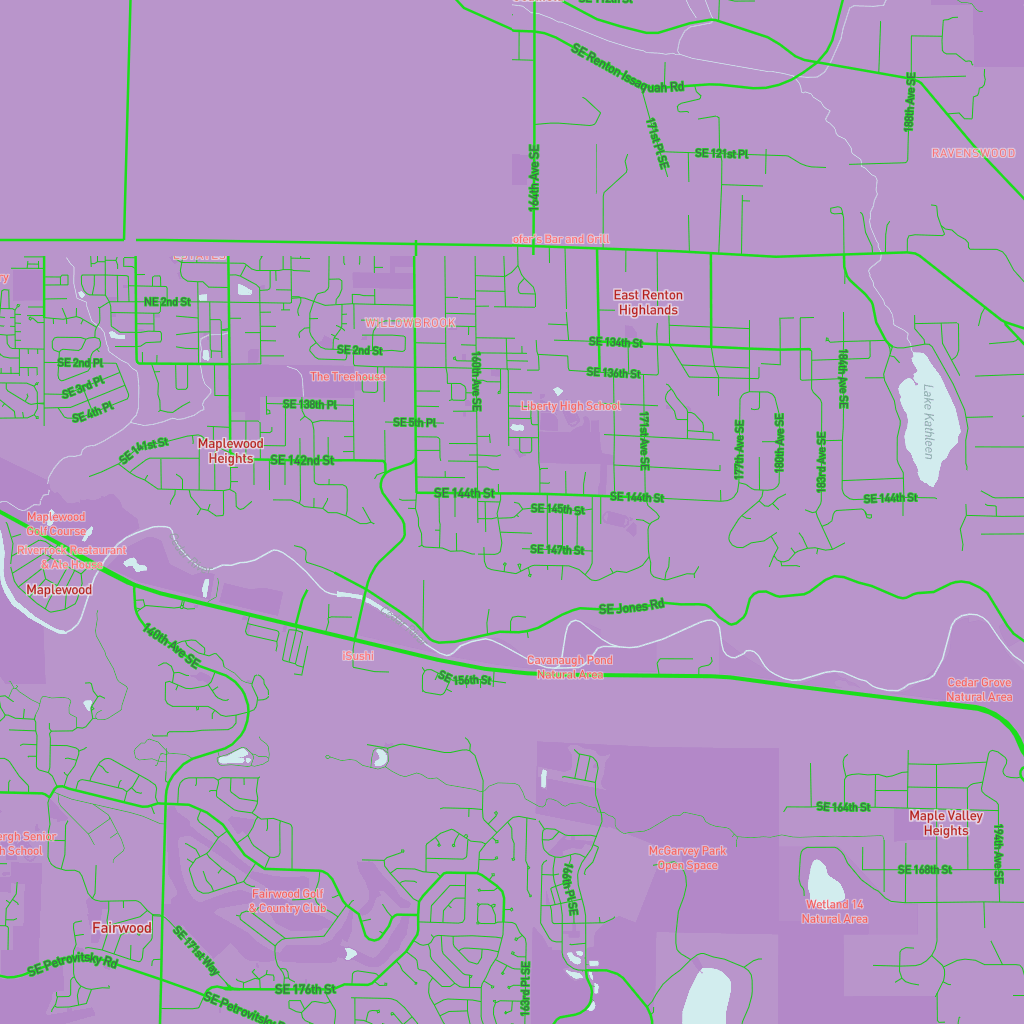 SE 112th St
SE Renton Issaquah Rd
188th Ave SE
171st Pl SE
SE 121st Pl
RAVENSWOOD
164th Ave SE
ofer's Bar and Grill
NE 2nd St
East Renton
Highlands
WILLOWBROOK
SE 134th St
SE 2nd St
SE 2nd Pl
SE 136th St
160th Ave SE
184th Ave SE
The Treehouse
SE 3rd Pl
SE 138th Pl
Liberty High School
SE 4th Pl
SE 5th Pl
171st Ave SE
177th Ave SE
180th Ave SE
183rd Ave SE
Lake Kathleen
SE 141st St
Maplewood
Heights
SE 142nd St
SE 144th St
SE 144th St
SE 144th St
SE 145th St
Maplewood
Golf Course
Riverrock Restaurant
& Ale House
SE 147th St
Maplewood
SE Jones Rd
140th Ave SE
iSushi
Cavanaugh Pond
Natural Area
SE 156th St
Cedar Grove
Natural Area
SE 164th St
Maple Valley
Heights
194th Ave SE
ergh Senior
h School
McGarvey Park
Open Space
SE 168th St
166th Pl SE
Fairwood Golf
& Country Club
Wetland 14
Natural Area
Fairwood
SE 171st Way
SE Petrovitsky Rd
SE 176th St
163rd Pl SE
SE Petrovitsky